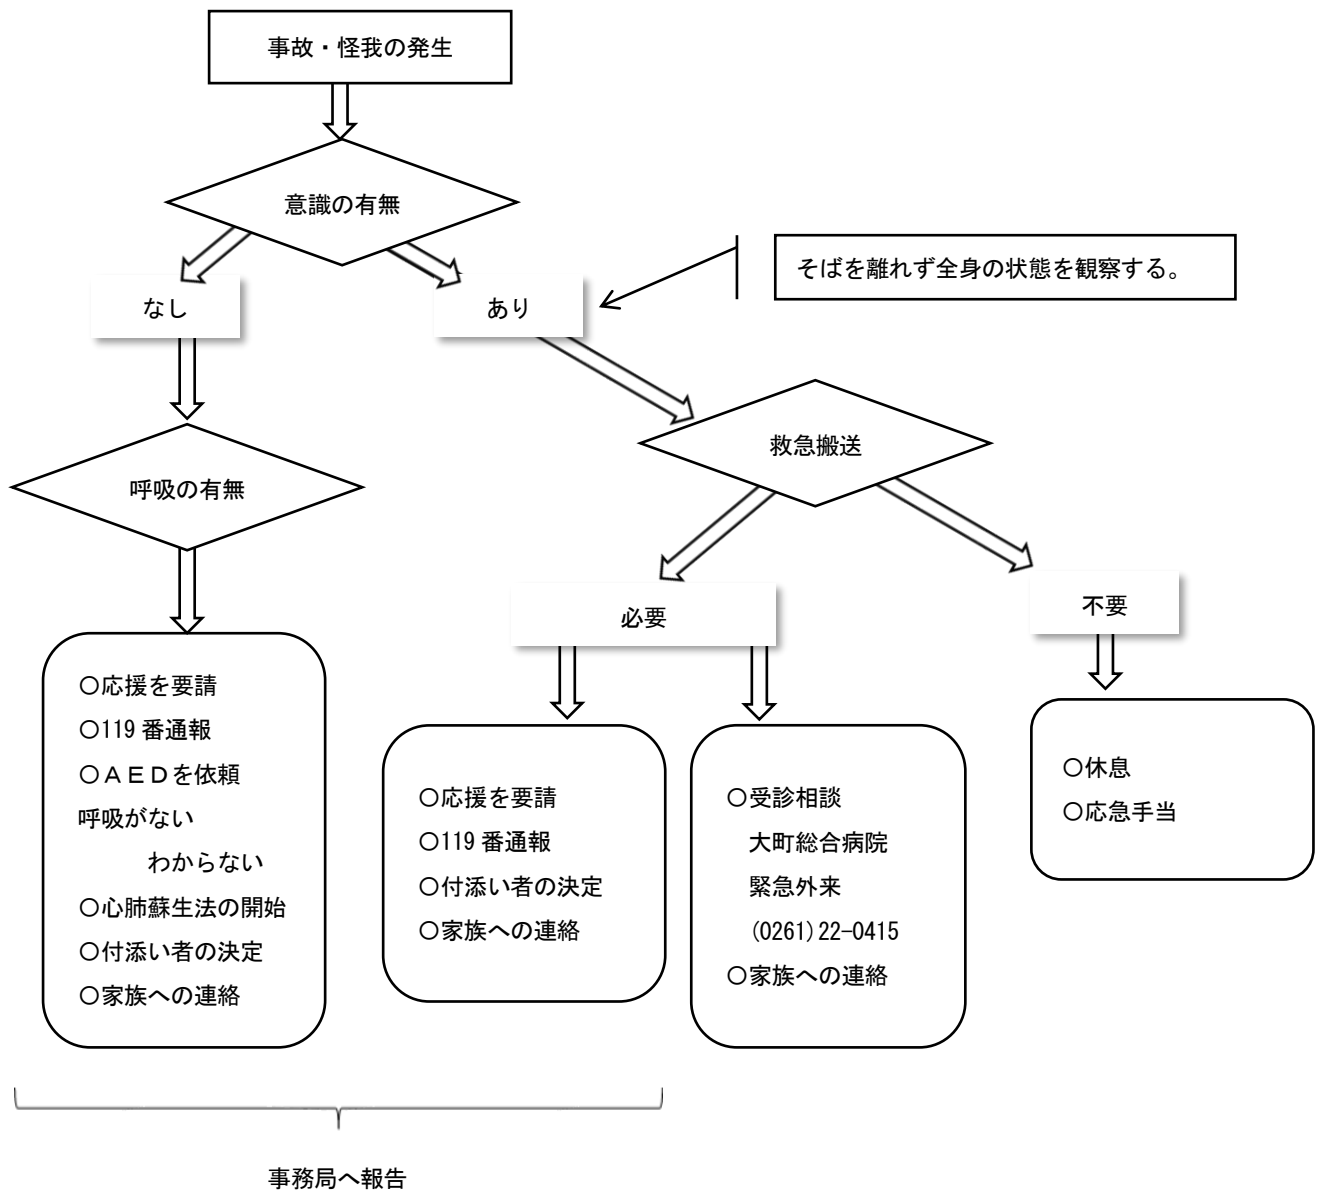 事故・怪我の発生
意識の有無
そばを離れず全身の状態を観察する。
なし
あり
救急搬送
呼吸の有無
必要
不要
○応援を要請
○119番通報
○ＡＥＤを依頼
呼吸がない
わからない
○心肺蘇生法の開始
○付添い者の決定
○家族への連絡
○応援を要請
○119番通報
○付添い者の決定
○家族への連絡
○受診相談
大町総合病院
緊急外来
(0261)22-0415
○家族への連絡
○休息
○応急手当
事務局へ報告